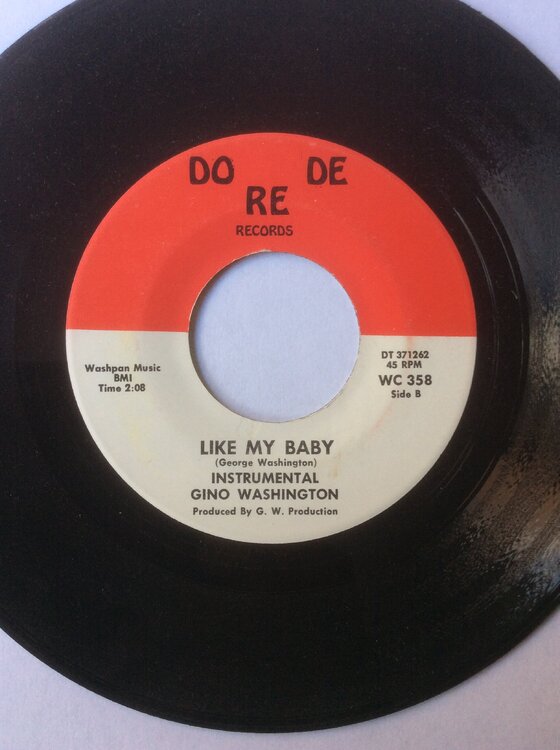 DO DE
RE
RECORDS
Washpan Music
BMI
Time 2:08
DT 371262
45 RPM
WC 358
Side B
LIKE MY BABY
(George Washington)
INSTRUMENTAL
GINO WASHINGTON
Produced By G. W. Production